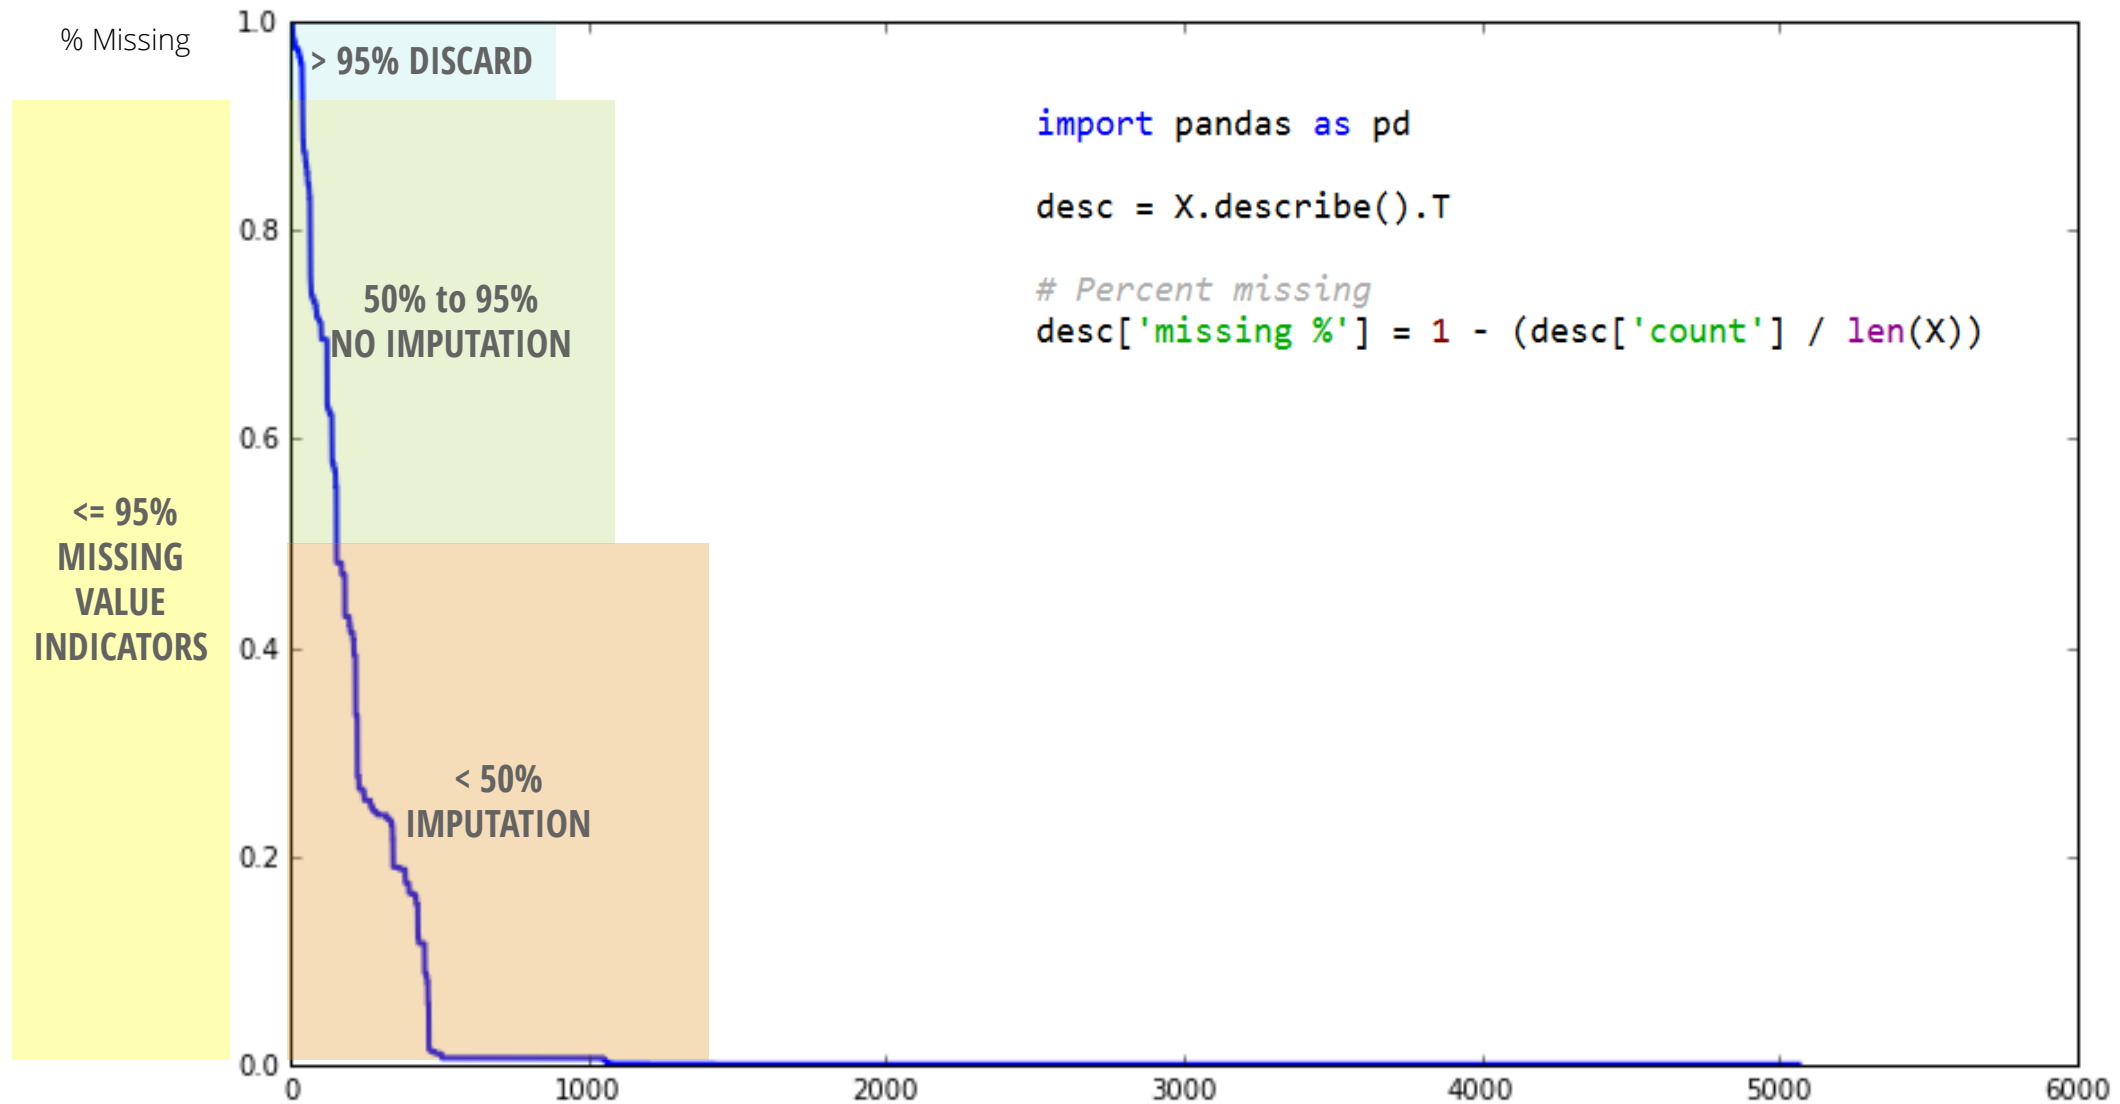 % Missing
1.0
> 95% DISCARD
import pandas as pd
desc = X.describe().T
0.8
# Percent missing
desc['missing %'] = 1 - (desc['count'] / len(X))
50% to 95%
NO IMPUTATION
0.6
<= 95%
MISSING
VALUE
INDICATORS
0.4
< 50%
IMPUTATION
0.2
0.0
0 1000 2000 3000 4000 5000 6000